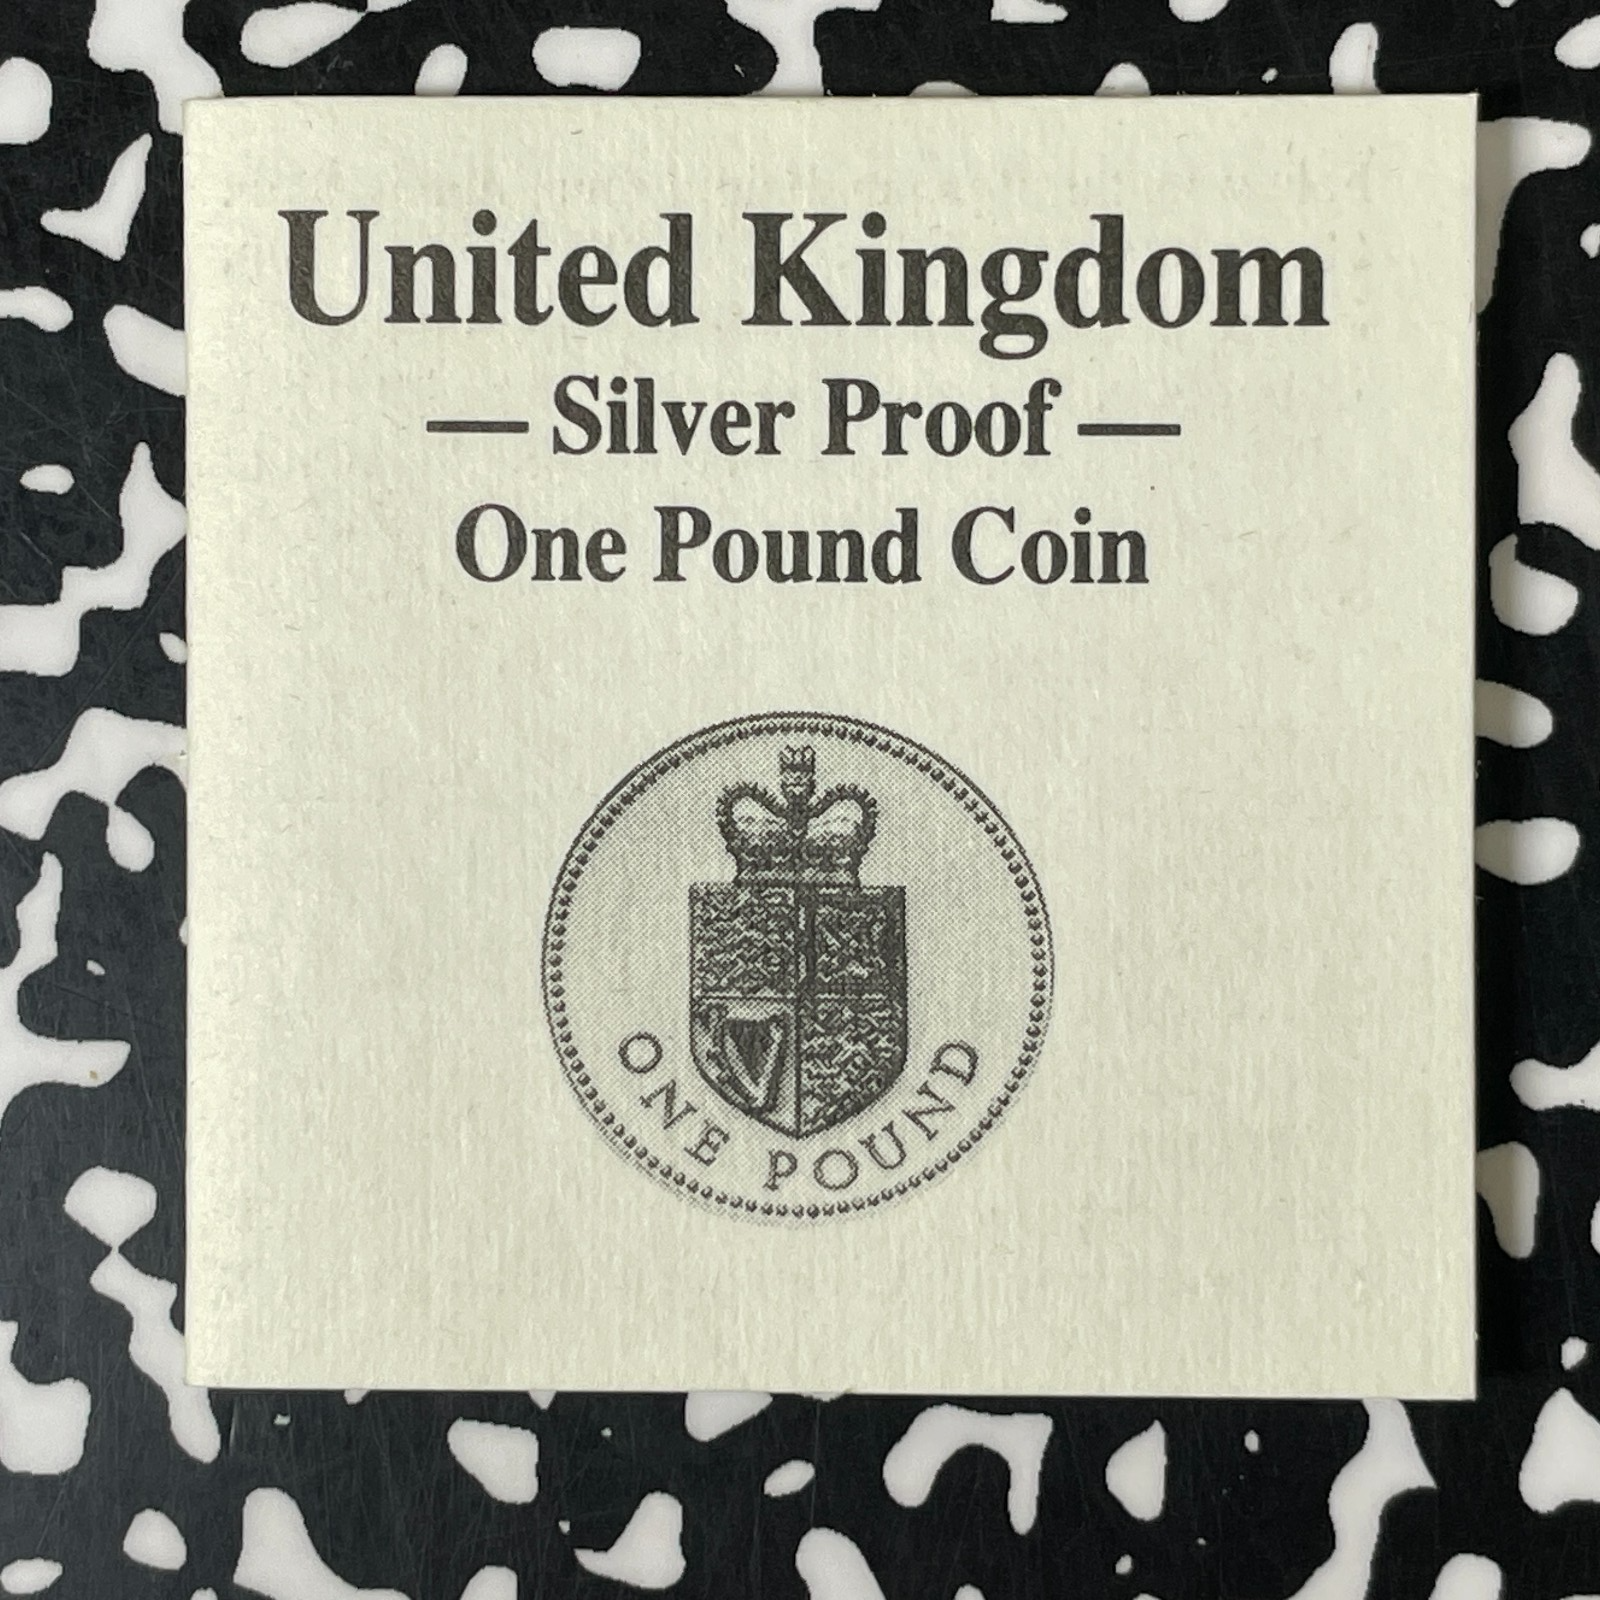 United Kingdom
— Silver Proof —
One Pound Coin
ONE POUND